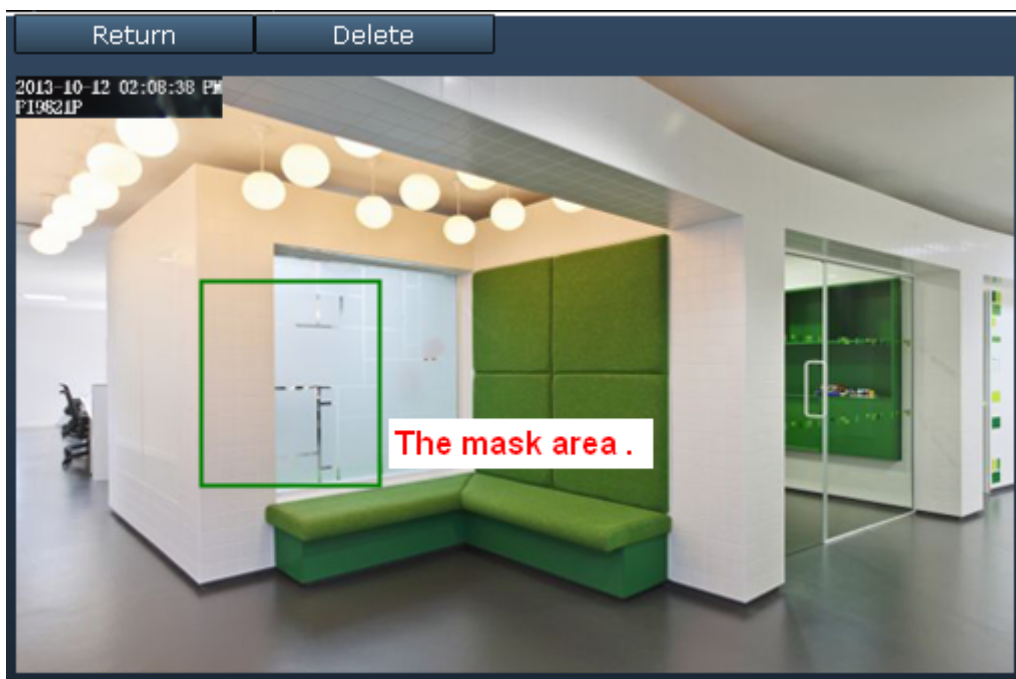 Return
Delete
2013-10-12 02:08:38 PM
FI9821P
The mask area .